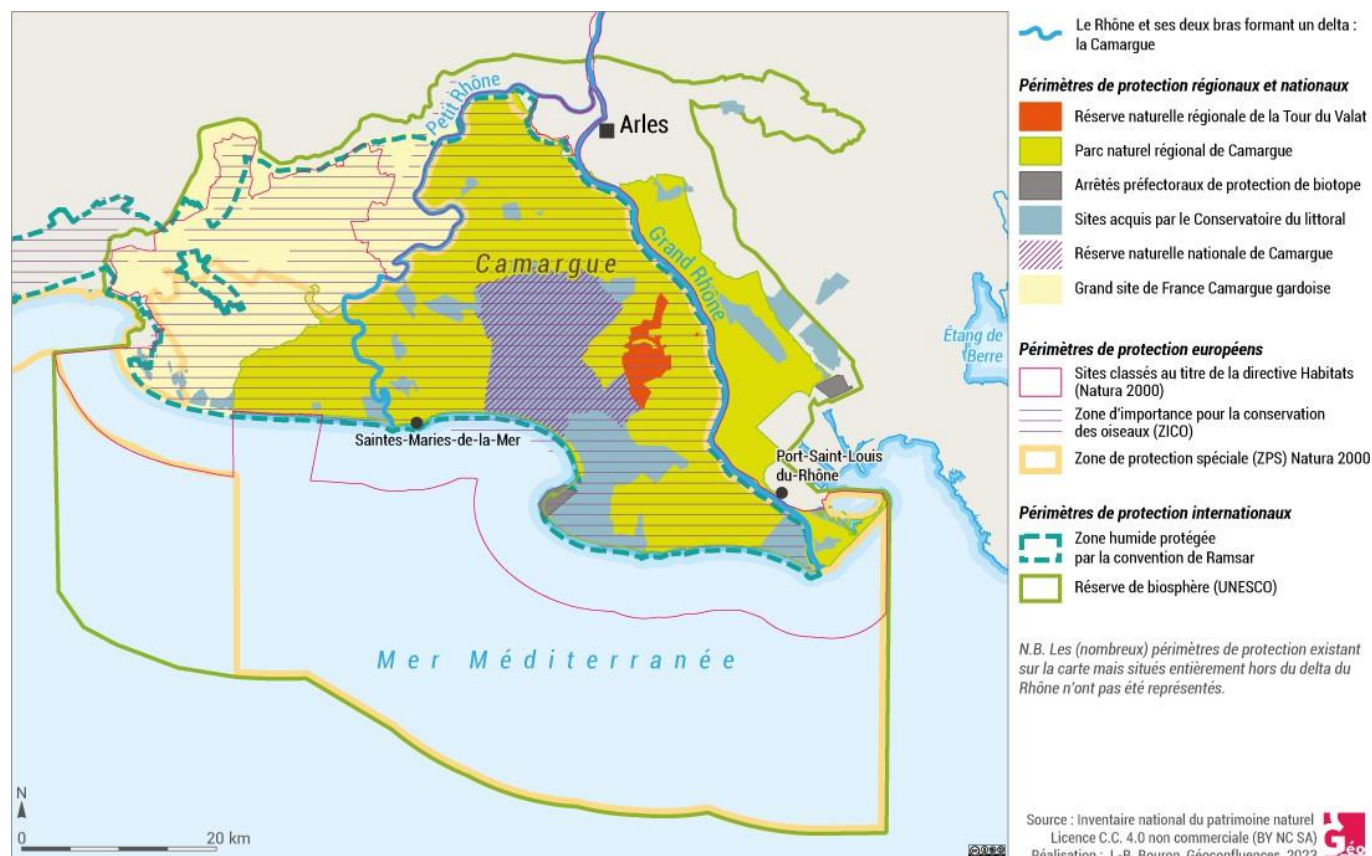 Petit Rhône
Arles
Camargue
Grand Rhône
Étang de
Berre
Saintes-Maries-de-la-Mer
Port-Saint-Louis
du-Rhône
Mer Méditerranée
N
0 20 km
Le Rhône et ses deux bras formant un delta :
la Camargue
Périmètres de protection régionaux et nationaux
Réserve naturelle régionale de la Tour du Valat
Parc naturel régional de Camargue
Arrêtés préfectoraux de protection de biotope
Sites acquis par le Conservatoire du littoral
Réserve naturelle nationale de Camargue
Grand site de France Camargue gardoise
Périmètres de protection européens
Sites classés au titre de la directive Habitats
(Natura 2000)
Zone d'importance pour la conservation
des oiseaux (ZICO)
Zone de protection spéciale (ZPS) Natura 2000
Périmètres de protection internationaux
Zone humide protégée
par la convention de Ramsar
Réserve de biosphère (UNESCO)
N.B. Les (nombreux) périmètres de protection existant
sur la carte mais situés entièrement hors du delta du
Rhône n'ont pas été représentés.
Source : Inventaire national du patrimoine naturel
Licence C.C. 4.0 non commerciale (BY NC SA)
Réalisation : J.-B. Bouron, Géoconfluences, 2023
Géo